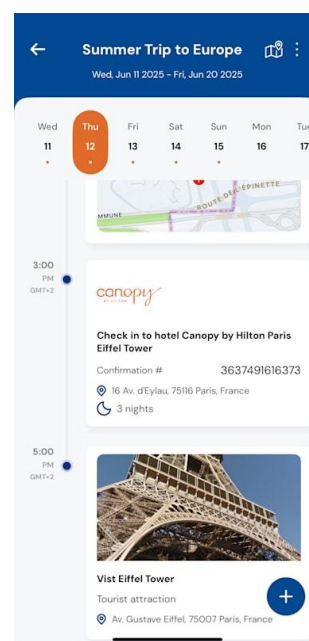 Summer Trip to Europe
Wed, Jun 11 2025 - Fri, Jun 20 2025
Wed Thu Fri Sat Sun Mon Tue
11 12 13 14 15 16 17
ROUTE DE L'ÉPINETTE
MMUNE
3:00
PM
GMT+2
canopy
BY HILTON
Check in to hotel Canopy by Hilton Paris
Eiffel Tower
Confirmation # 3637491616373
16 Av. d'Eylau, 75116 Paris, France
3 nights
5:00
PM
GMT+2
Vist Eiffel Tower
Tourist attraction
Av. Gustave Eiffel, 75007 Paris, France